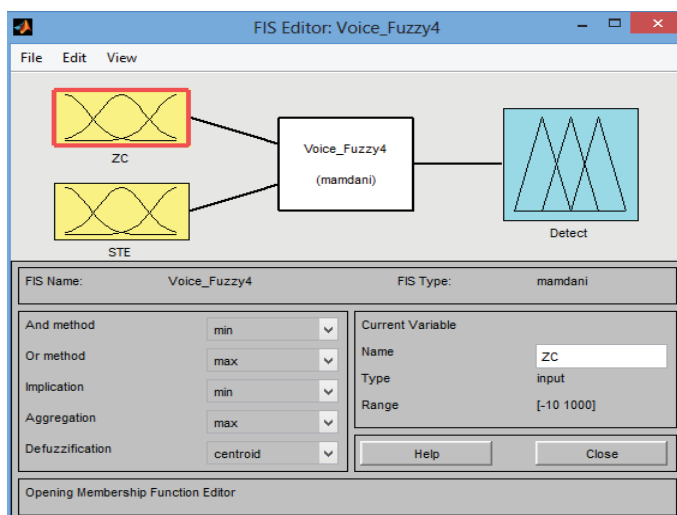 FIS Editor: Voice_Fuzzy4
File Edit View
ZC
STE
Voice_Fuzzy4
(mamdani)
Detect
FIS Name: Voice_Fuzzy4 FIS Type: mamdani
And method min
Or method max
Implication min
Aggregation max
Defuzzification centroid
Current Variable
Name ZC
Type input
Range [-10 1000]
Help Close
Opening Membership Function Editor